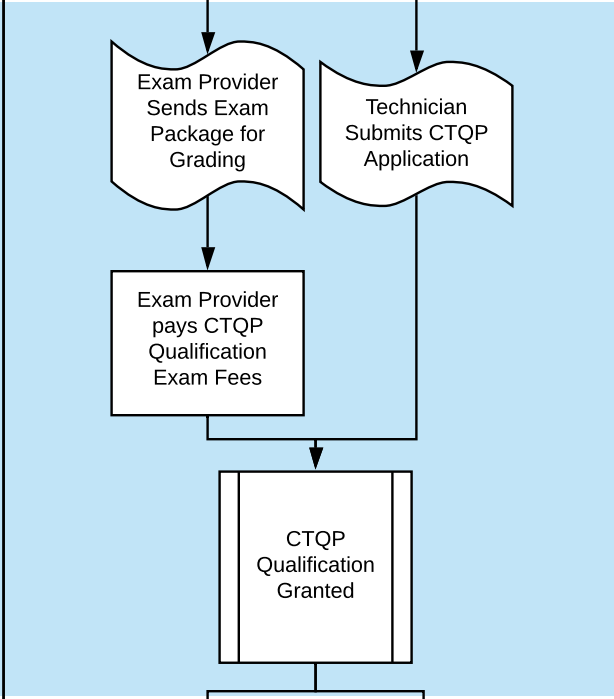 Exam Provider
Sends Exam
Package for
Grading
Technician
Submits CTQP
Application
Exam Provider
pays CTQP
Qualification
Exam Fees
CTQP
Qualification
Granted